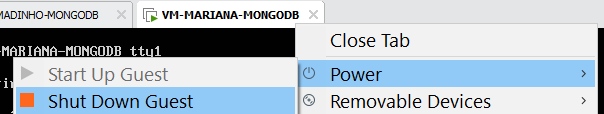 MADINHO-MONGODB
VM-MARIANA-MONGODB
Close Tab
-MARIANA-MONGODB tty1
Start Up Guest
Power
Shut Down Guest
Removable Devices